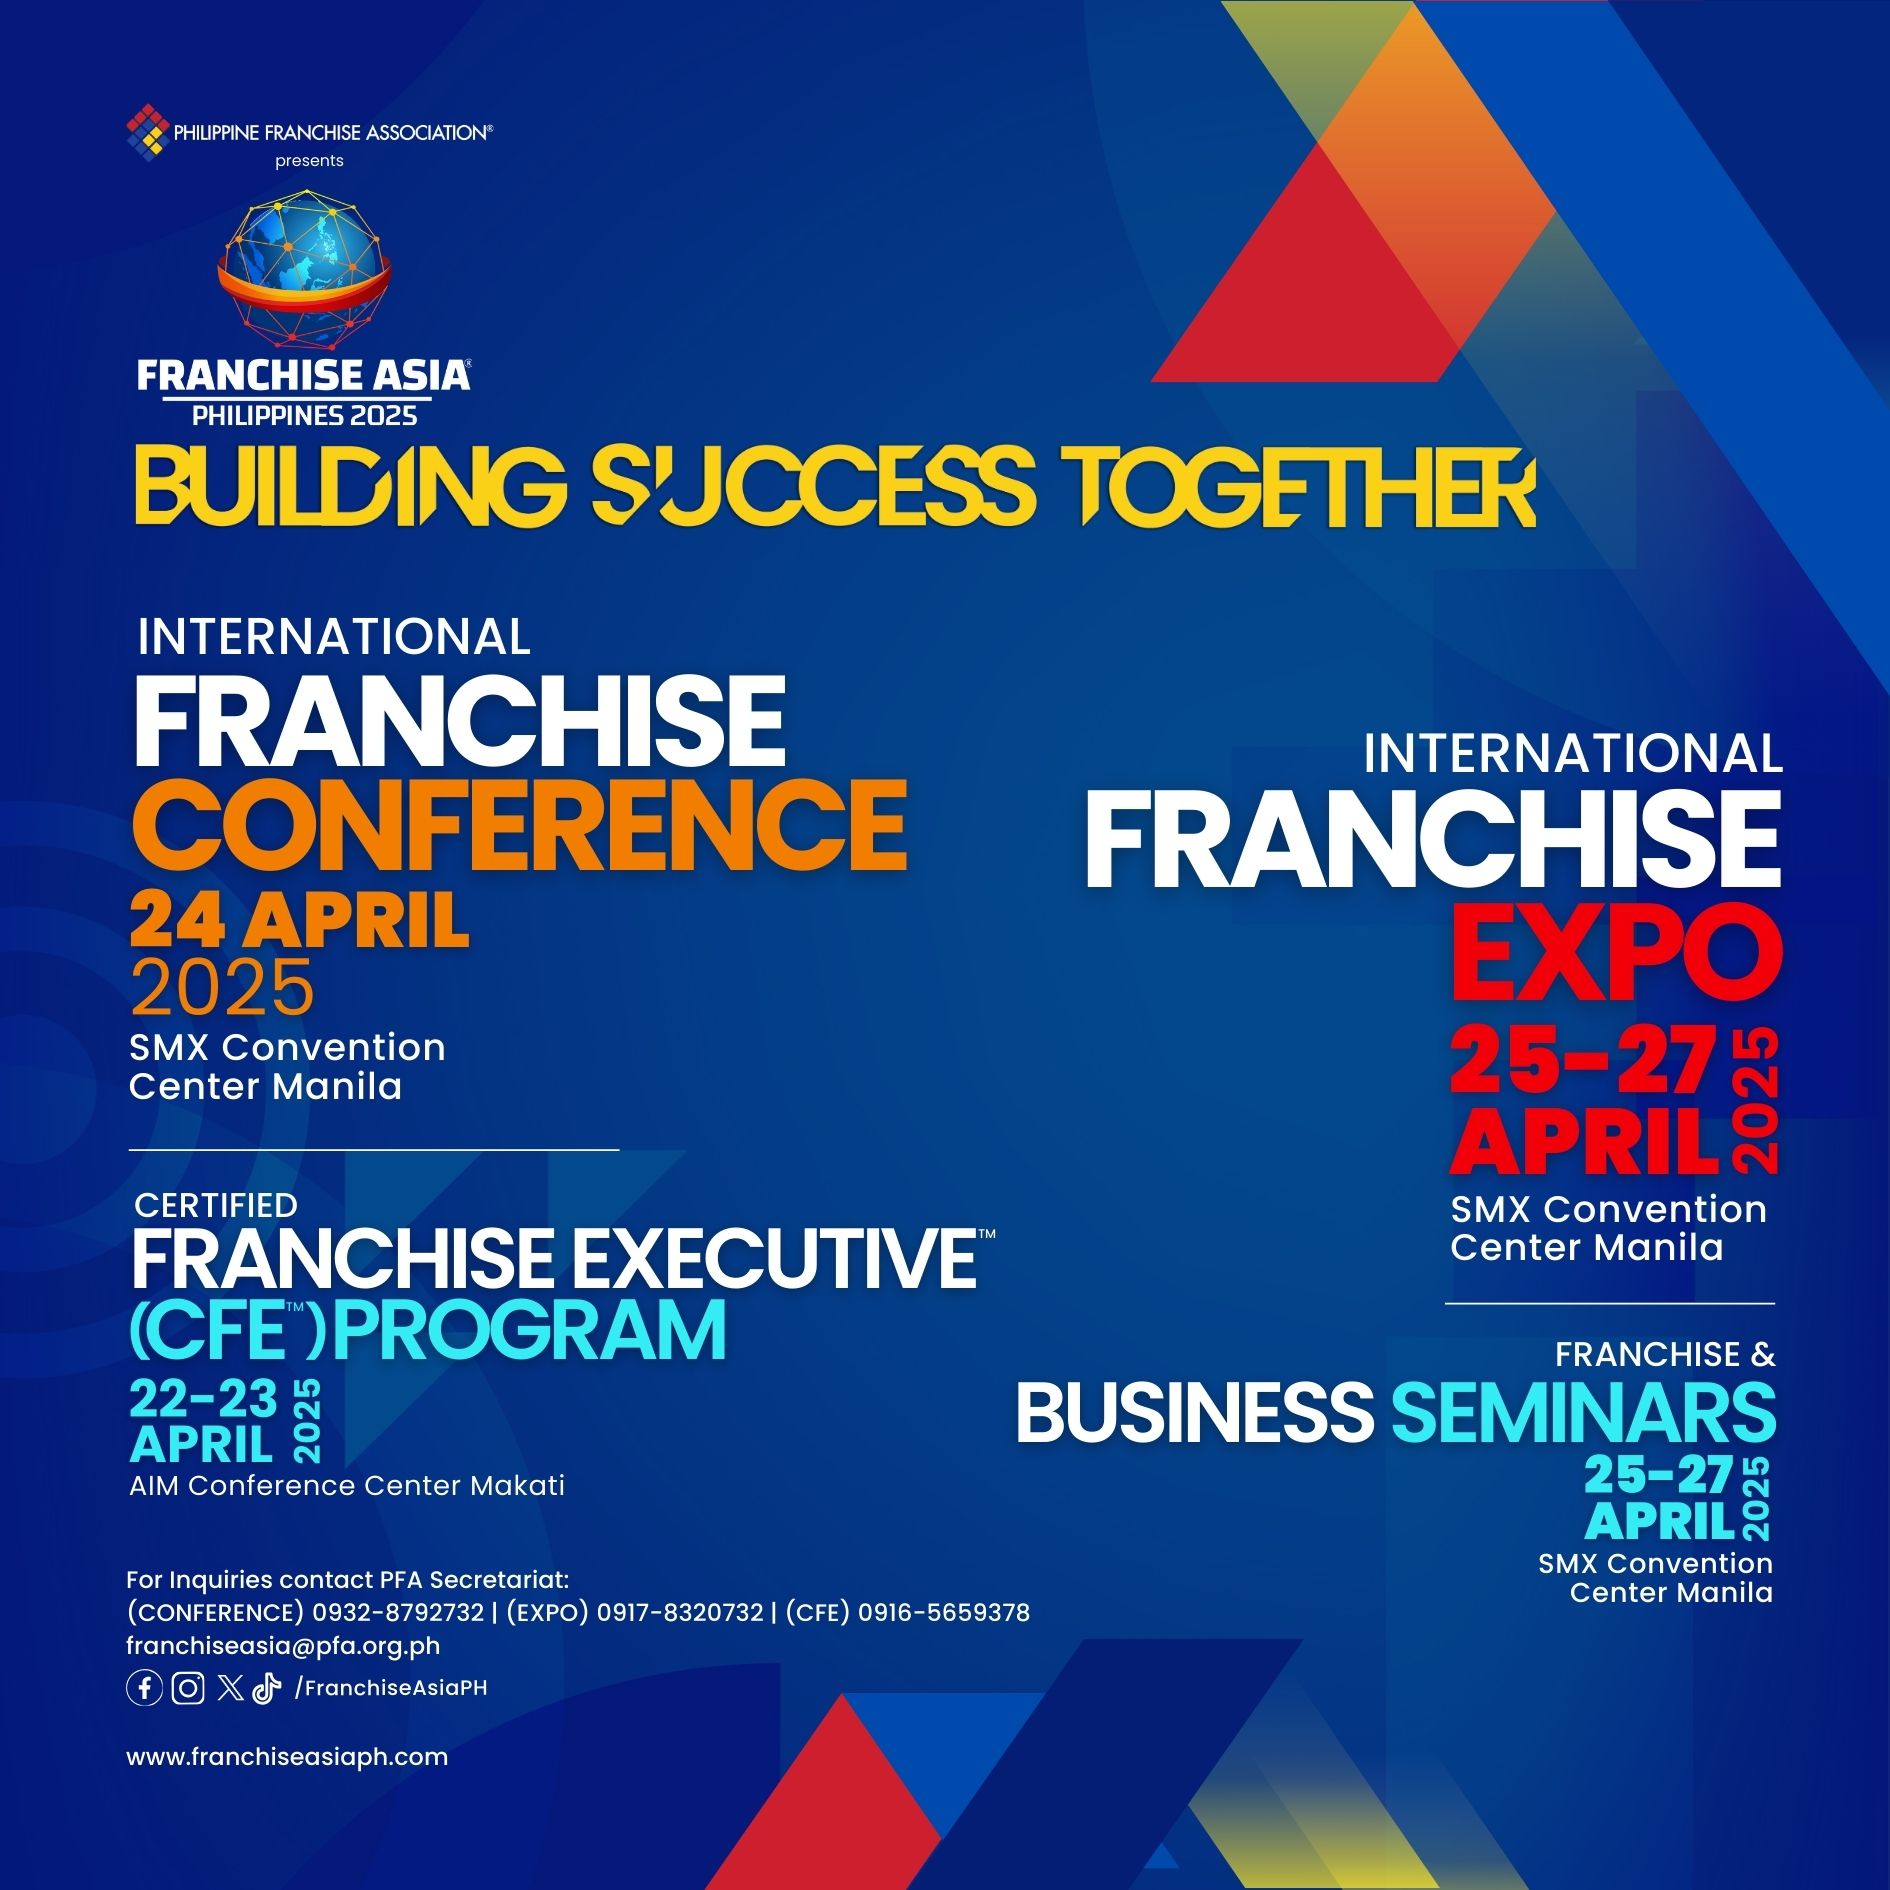 PHILIPPINE FRANCHISE ASSOCIATION®
presents
FRANCHISE ASIA®
PHILIPPINES 2025
BUILDING SUCCESS TOGETHER
INTERNATIONAL
FRANCHISE
CONFERENCE
24 APRIL
2025
SMX Convention
Center Manila
CERTIFIED
FRANCHISE EXECUTIVE™
(CFE™) PROGRAM
22-23
APRIL
2025
AIM Conference Center Makati
INTERNATIONAL
FRANCHISE
EXPO
25-27
APRIL
2025
SMX Convention
Center Manila
FRANCHISE &
BUSINESS SEMINARS
25-27
APRIL
2025
SMX Convention
Center Manila
For Inquiries contact PFA Secretariat:
(CONFERENCE) 0932-8792732 | (EXPO) 0917-8320732 | (CFE) 0916-5659378
franchiseasia@pfa.org.ph
/FranchiseAsiaPH
www.franchiseasiaph.com